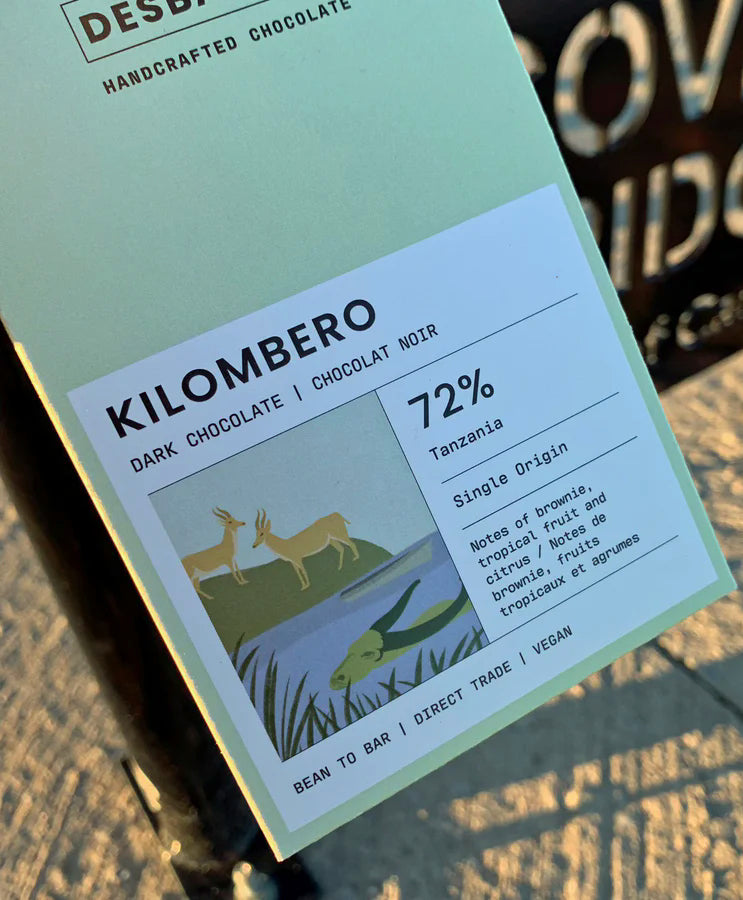 HANDCRAFTED CHOCOLATE
KILOMBERO
DARK CHOCOLATE | CHOCOLAT NOIR
72%
Tanzania
Single Origin
Notes of brownie,
tropical fruit and
citrus / Notes de
brownie, fruits
tropicaux et agrumes
BEAN TO BAR | DIRECT TRADE | VEGAN